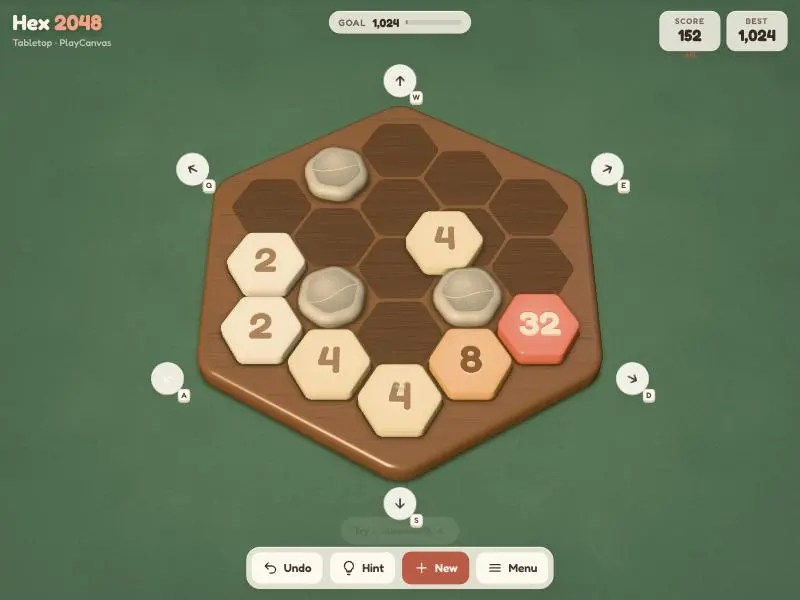 Hex 2048
Tabletop · PlayCanvas
GOAL 1,024
SCORE
152
BEST
1,024
W
Q
E
4
2
2
32
4
8
4
A
D
S
Undo
Hint
New
Menu